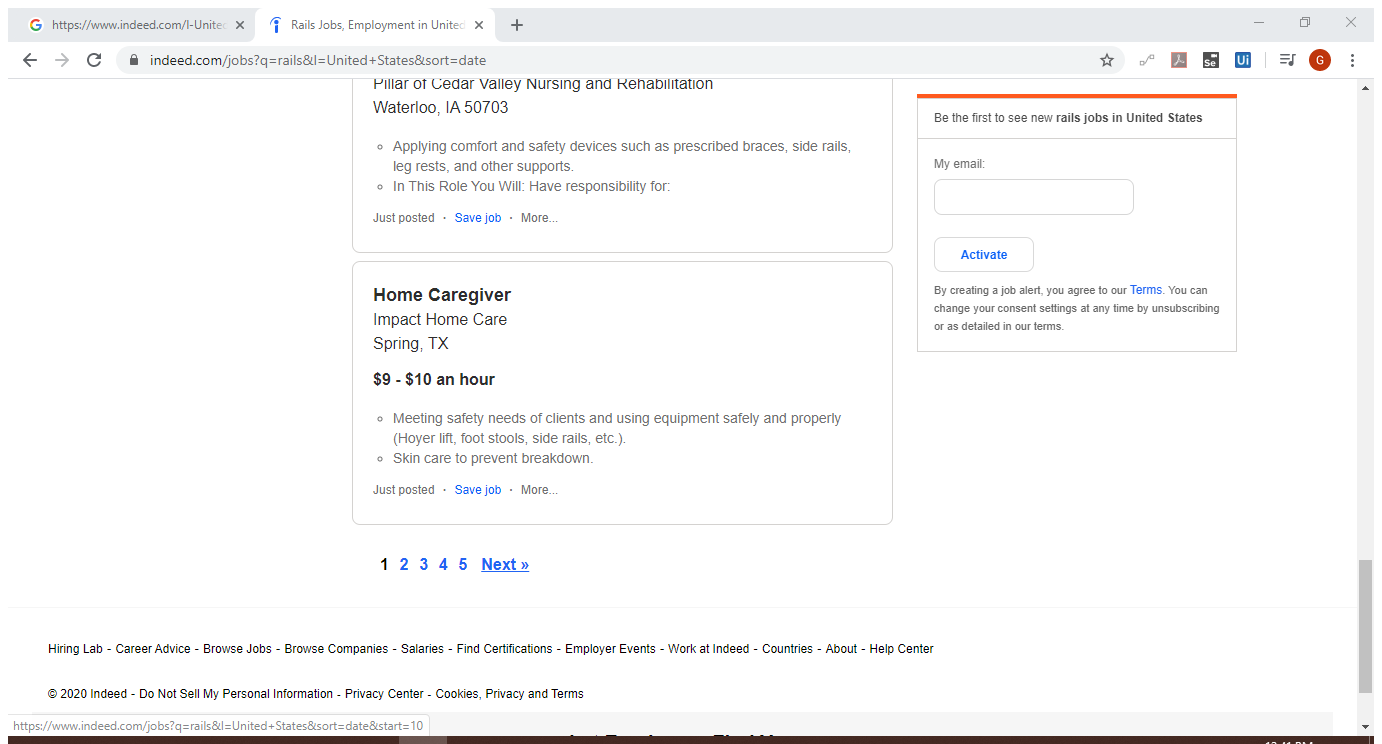 https://www.indeed.com/l-Unite
Rails Jobs, Employment in United
indeed.com/jobs?q=rails&l=United+States&sort=date
Se
Ui
G
Pillar of Cedar Valley Nursing and Rehabilitation
Waterloo, IA 50703
Applying comfort and safety devices such as prescribed braces, side rails,
leg rests, and other supports.
In This Role You Will: Have responsibility for:
Just posted · Save job · More...
Home Caregiver
Impact Home Care
Spring, TX
$9 - $10 an hour
Meeting safety needs of clients and using equipment safely and properly
(Hoyer lift, foot stools, side rails, etc.).
Skin care to prevent breakdown.
Just posted · Save job · More...
1 2 3 4 5 Next »
Be the first to see new rails jobs in United States
My email:
Activate
By creating a job alert, you agree to our Terms. You can
change your consent settings at any time by unsubscribing
or as detailed in our terms.
Hiring Lab - Career Advice - Browse Jobs - Browse Companies - Salaries - Find Certifications - Employer Events - Work at Indeed - Countries - About - Help Center
© 2020 Indeed - Do Not Sell My Personal Information - Privacy Center - Cookies, Privacy and Terms
https://www.indeed.com/jobs?q=rails&l=United+States&sort=date&start=10